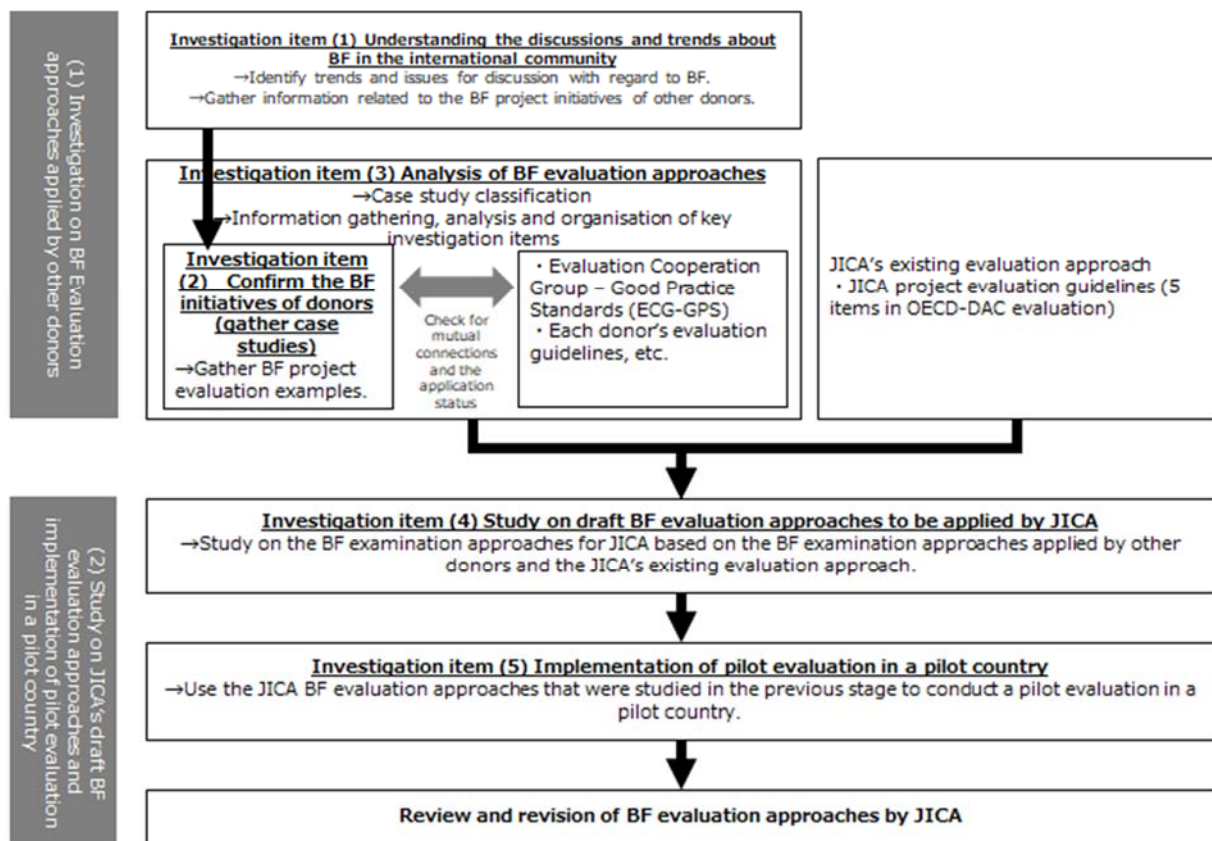 (1) Investigation on BF Evaluation
approaches applied by other donors
Investigation item (1) Understanding the discussions and trends about
BF in the international community
→Identify trends and issues for discussion with regard to BF.
→Gather information related to the BF project initiatives of other donors.
Investigation item (3) Analysis of BF evaluation approaches
→Case study classification
→Information gathering, analysis and organisation of key
investigation items
Investigation item
(2) Confirm the BF
initiatives of donors
(gather case
studies)
→Gather BF project
evaluation examples.
Check for
mutual
connections
and the
application
status
・Evaluation Cooperation
Group – Good Practice
Standards (ECG-GPS)
・Each donor's evaluation
guidelines, etc.
JICA's existing evaluation approach
・JICA project evaluation guidelines (5
items in OECD-DAC evaluation)
(2) Study on JICA's draft BF
evaluation approaches and
implementation of pilot evaluation
in a pilot country
Investigation item (4) Study on draft BF evaluation approaches to be applied by JICA
→Study on the BF examination approaches for JICA based on the BF examination approaches applied by other
donors and the JICA's existing evaluation approach.
Investigation item (5) Implementation of pilot evaluation in a pilot country
→Use the JICA BF evaluation approaches that were studied in the previous stage to conduct a pilot evaluation in a
pilot country.
Review and revision of BF evaluation approaches by JICA